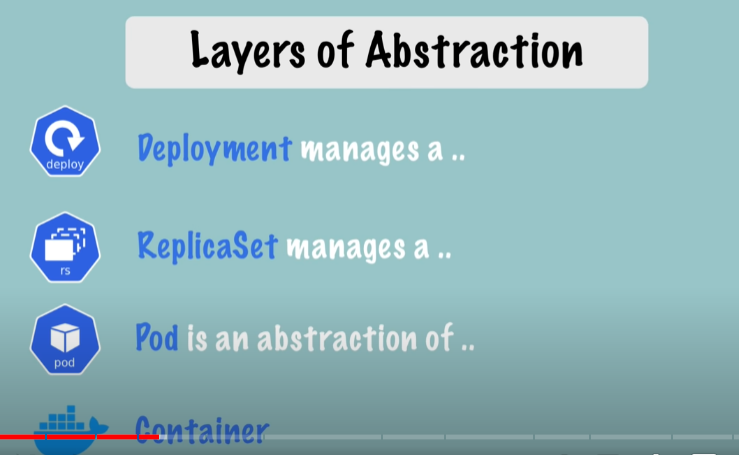 Layers of Abstraction
deploy
Deployment manages a ..
rs
ReplicaSet manages a ..
pod
Pod is an abstraction of ..
Container